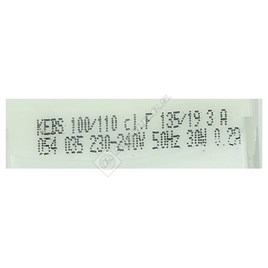 KEBS 100/110 cl.F 135/19 3 A
054 035 230-240V 50Hz 30W 0.2A